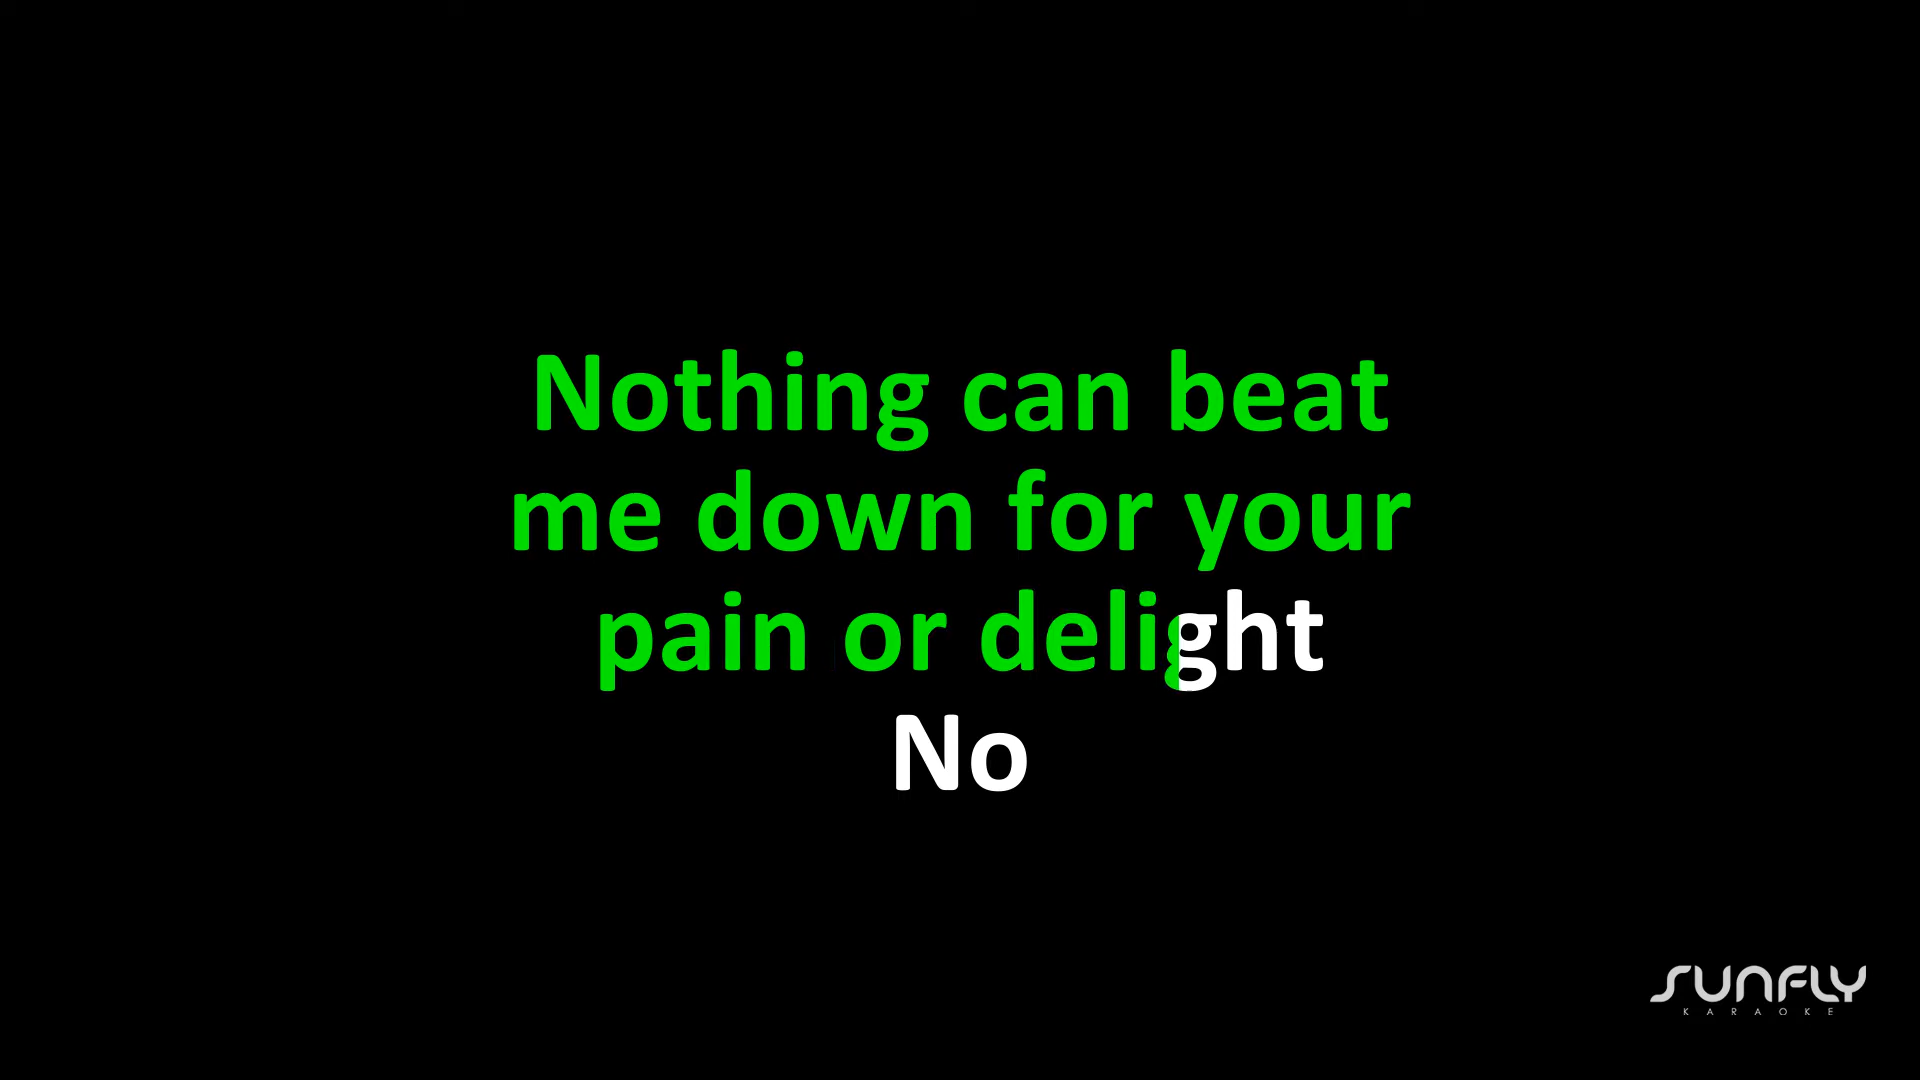 Nothing can beat
me down for your
pain or delight
No
SUNFLY
KARAOKE